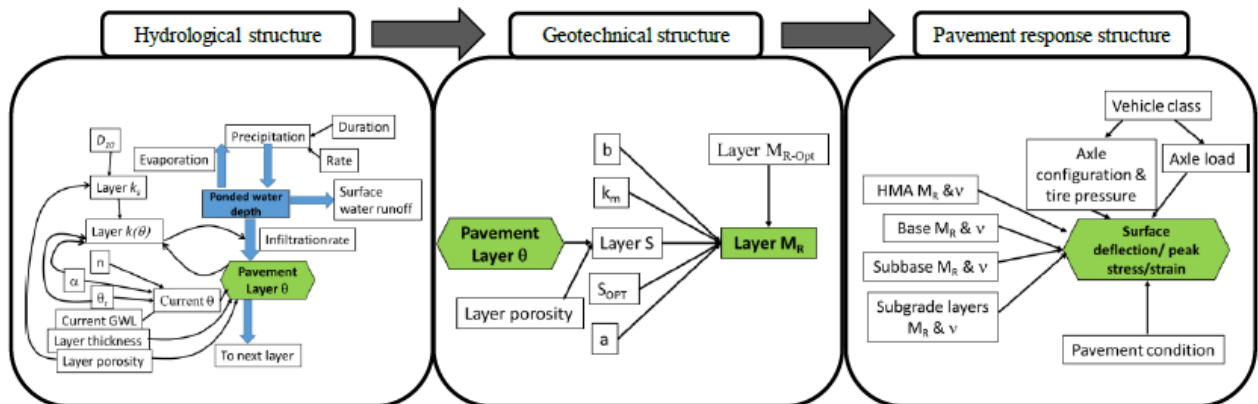 Hydrological structure
Geotechnical structure
Pavement response structure
D20
Precipitation
Duration
Rate
Evaporation
Layer ks
Ponded water
depth
Surface
water runoff
Layer k(θ)
Infiltration rate
n
α
θr
Current θ
Pavement
Layer θ
Current GWL
Layer thickness
Layer porosity
To next layer
b
km
Layer MR-Opt
Pavement
Layer θ
Layer S
Layer MR
SOPT
Layer porosity
a
Vehicle class
Axle
configuration &
tire pressure
Axle load
HMA MR & ν
Base MR & ν
Subbase MR & ν
Subgrade layers
MR & ν
Surface
deflection/ peak
stress/strain
Pavement condition